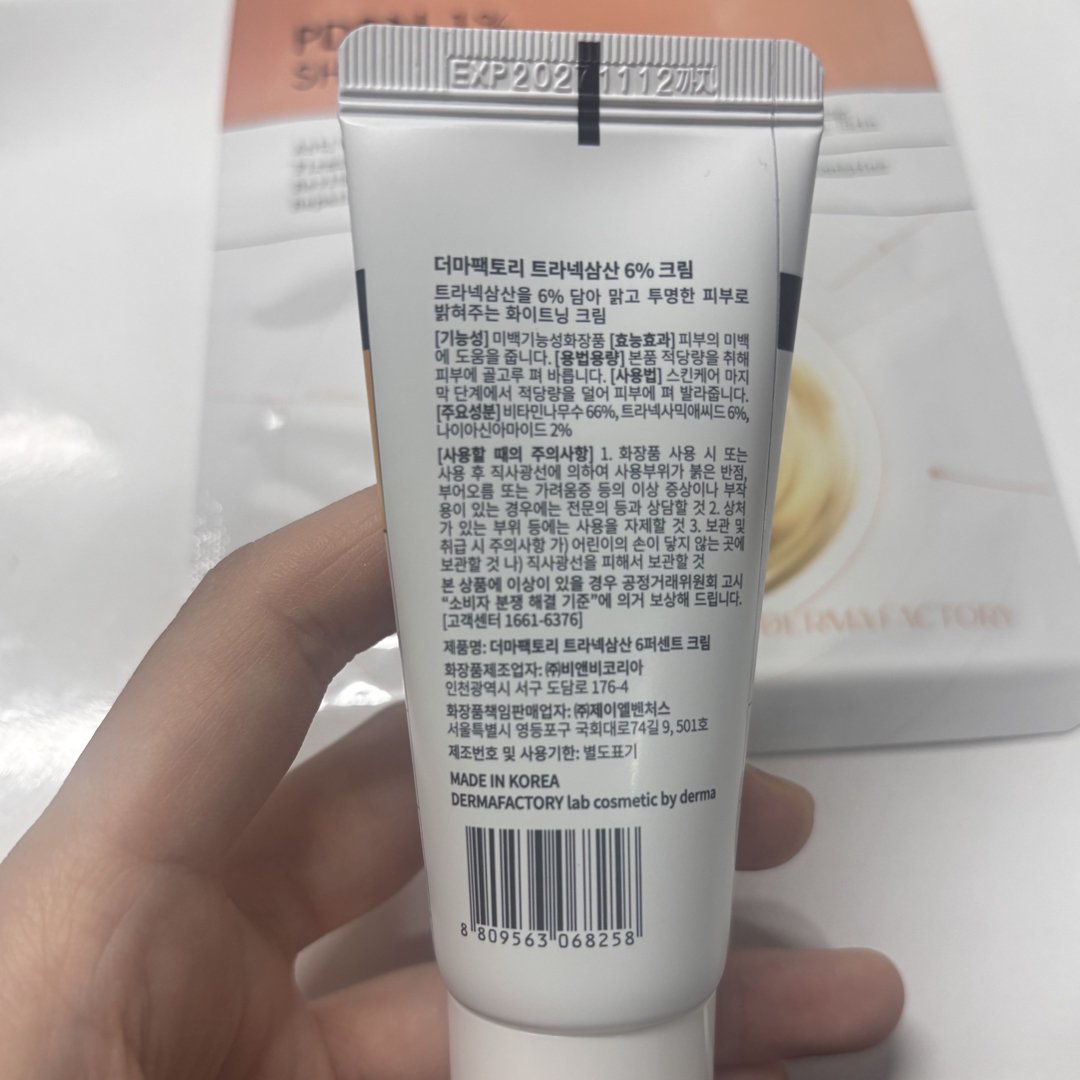 EXP20271112까지
더마팩토리 트라넥삼산 6% 크림
트라넥삼산을 6% 담아 맑고 투명한 피부로
밝혀주는 화이트닝 크림
[기능성] 미백기능성화장품 [효능효과] 피부의 미백
에 도움을 줍니다. [용법용량] 본품 적당량을 취해
피부에 골고루 펴 바릅니다. [사용법] 스킨케어 마지
막 단계에서 적당량을 덜어 피부에 펴 발라줍니다.
[주요성분] 비타민나무수 66%, 트라넥사믹애씨드 6%,
나이아신아마이드 2%
[사용할 때의 주의사항] 1. 화장품 사용 시 또는
사용 후 직사광선에 의하여 사용부위가 붉은 반점,
부어오름 또는 가려움증 등의 이상 증상이나 부작
용이 있는 경우에는 전문의 등과 상담할 것 2. 상처
가 있는 부위 등에는 사용을 자제할 것 3. 보관 및
취급 시 주의사항 가) 어린이의 손이 닿지 않는 곳에
보관할 것 나) 직사광선을 피해서 보관할 것
본 상품에 이상이 있을 경우 공정거래위원회 고시
“소비자 분쟁 해결 기준”에 의거 보상해 드립니다.
[고객센터 1661-6376]
제품명: 더마팩토리 트라넥삼산 6퍼센트 크림
화장품제조업자: ㈜비앤비코리아
인천광역시 서구 도담로 176-4
화장품책임판매업자: ㈜제이엘벤처스
서울특별시 영등포구 국회대로74길 9, 501호
제조번호 및 사용기한: 별도표기
MADE IN KOREA
DERMAFACTORY lab cosmetic by derma
8 809563 068258
DERMAFACTORY